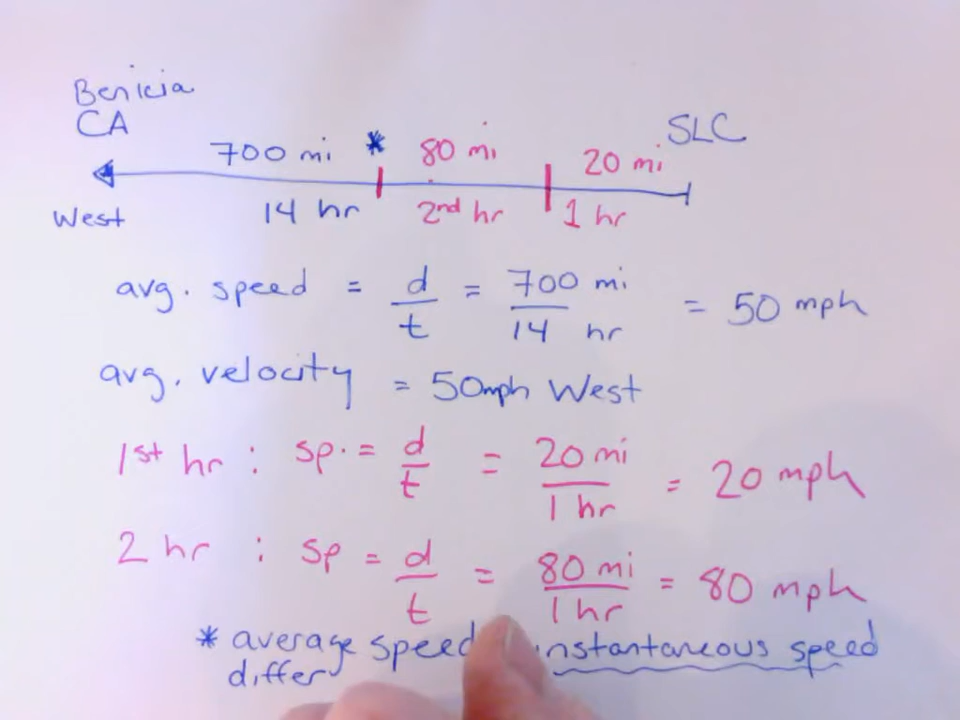 Benicia
CA
SLC
700 mi * 80 mi 20 mi
West 14 hr 2nd hr 1 hr
avg. speed = d/t = 700 mi/14 hr = 50 mph
avg. velocity = 50mph West
1st hr : sp. = d/t = 20 mi/1 hr = 20 mph
2 hr : sp = d/t = 80 mi/1 hr = 80 mph
* average speed instantaneous speed
differ